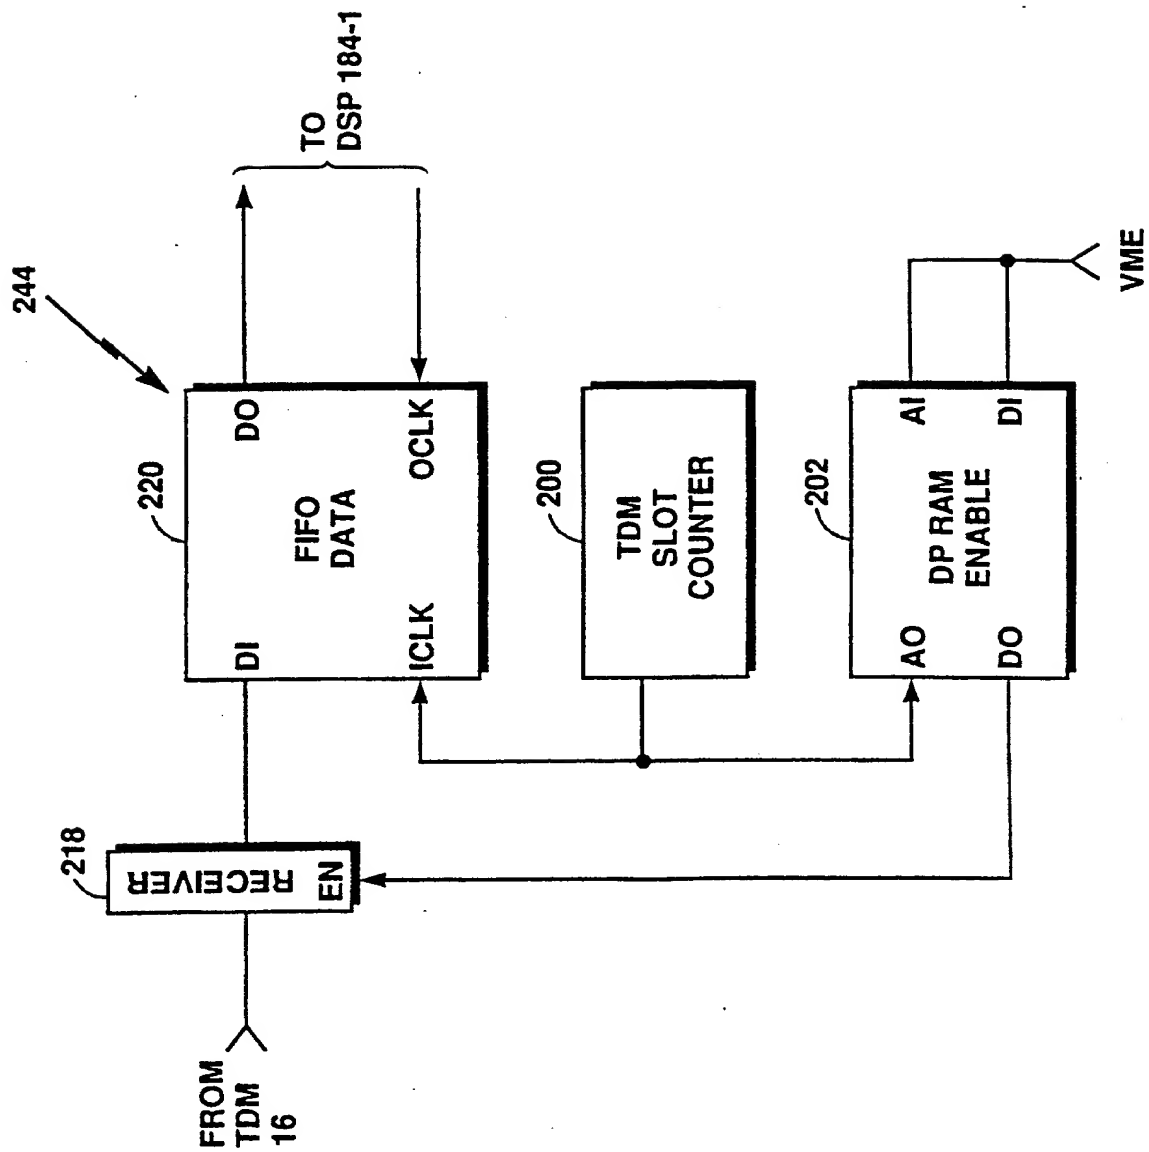 244
FROM
TDM
16
218
RECEIVER
EN
220
DI
DO
FIFO
DATA
ICLK
OCLK
TO
DSP 184-1
200
TDM
SLOT
COUNTER
202
AO
AI
DP RAM
ENABLE
DO
DI
VME